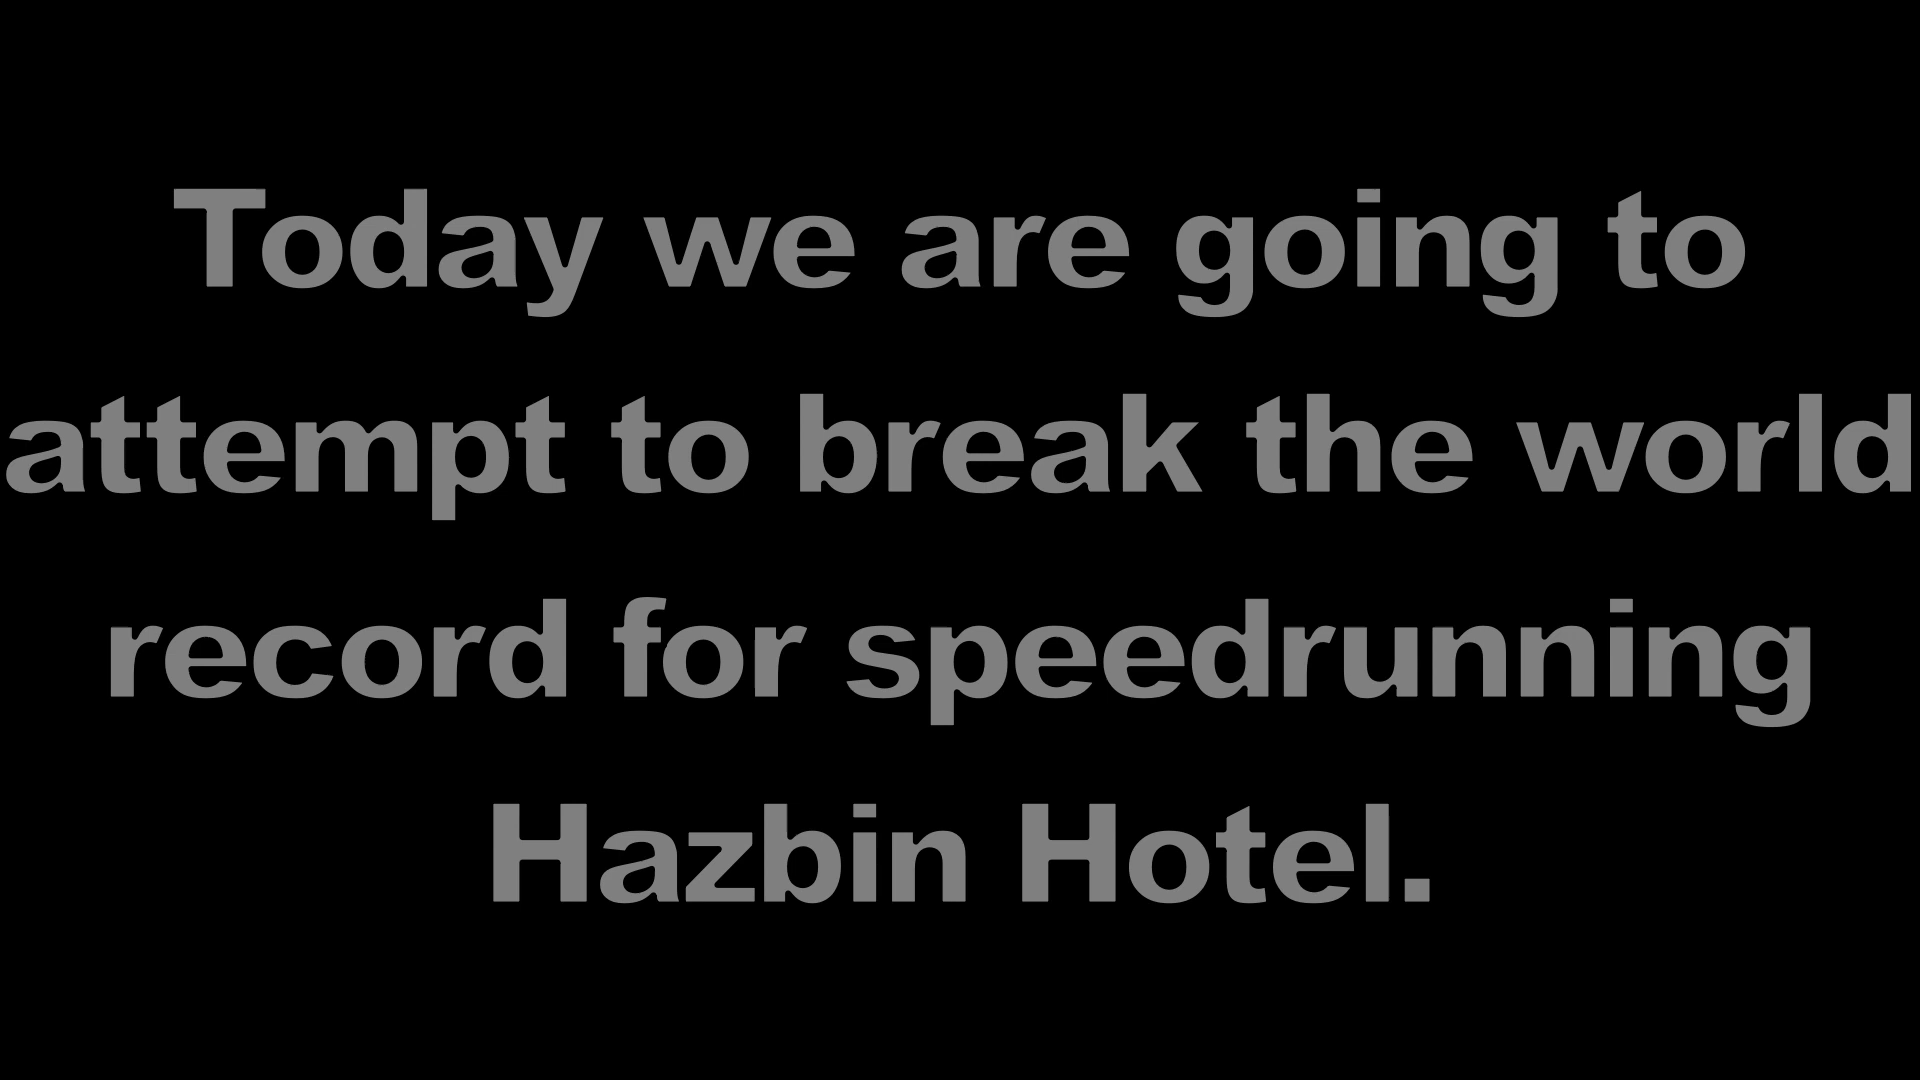 Today we are going to
attempt to break the world
record for speedrunning
Hazbin Hotel.